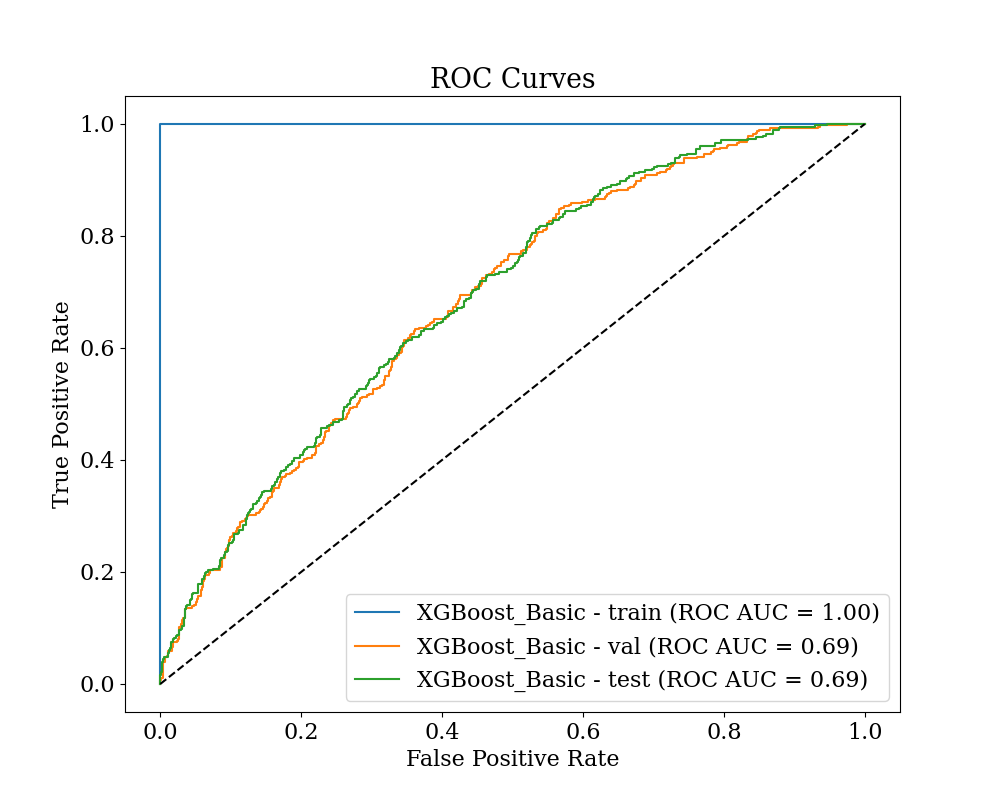 ROC Curves
True Positive Rate
1.0
0.8
0.6
0.4
0.2
0.0
XGBoost_Basic - train (ROC AUC = 1.00)
XGBoost_Basic - val (ROC AUC = 0.69)
XGBoost_Basic - test (ROC AUC = 0.69)
0.0 0.2 0.4 0.6 0.8 1.0
False Positive Rate